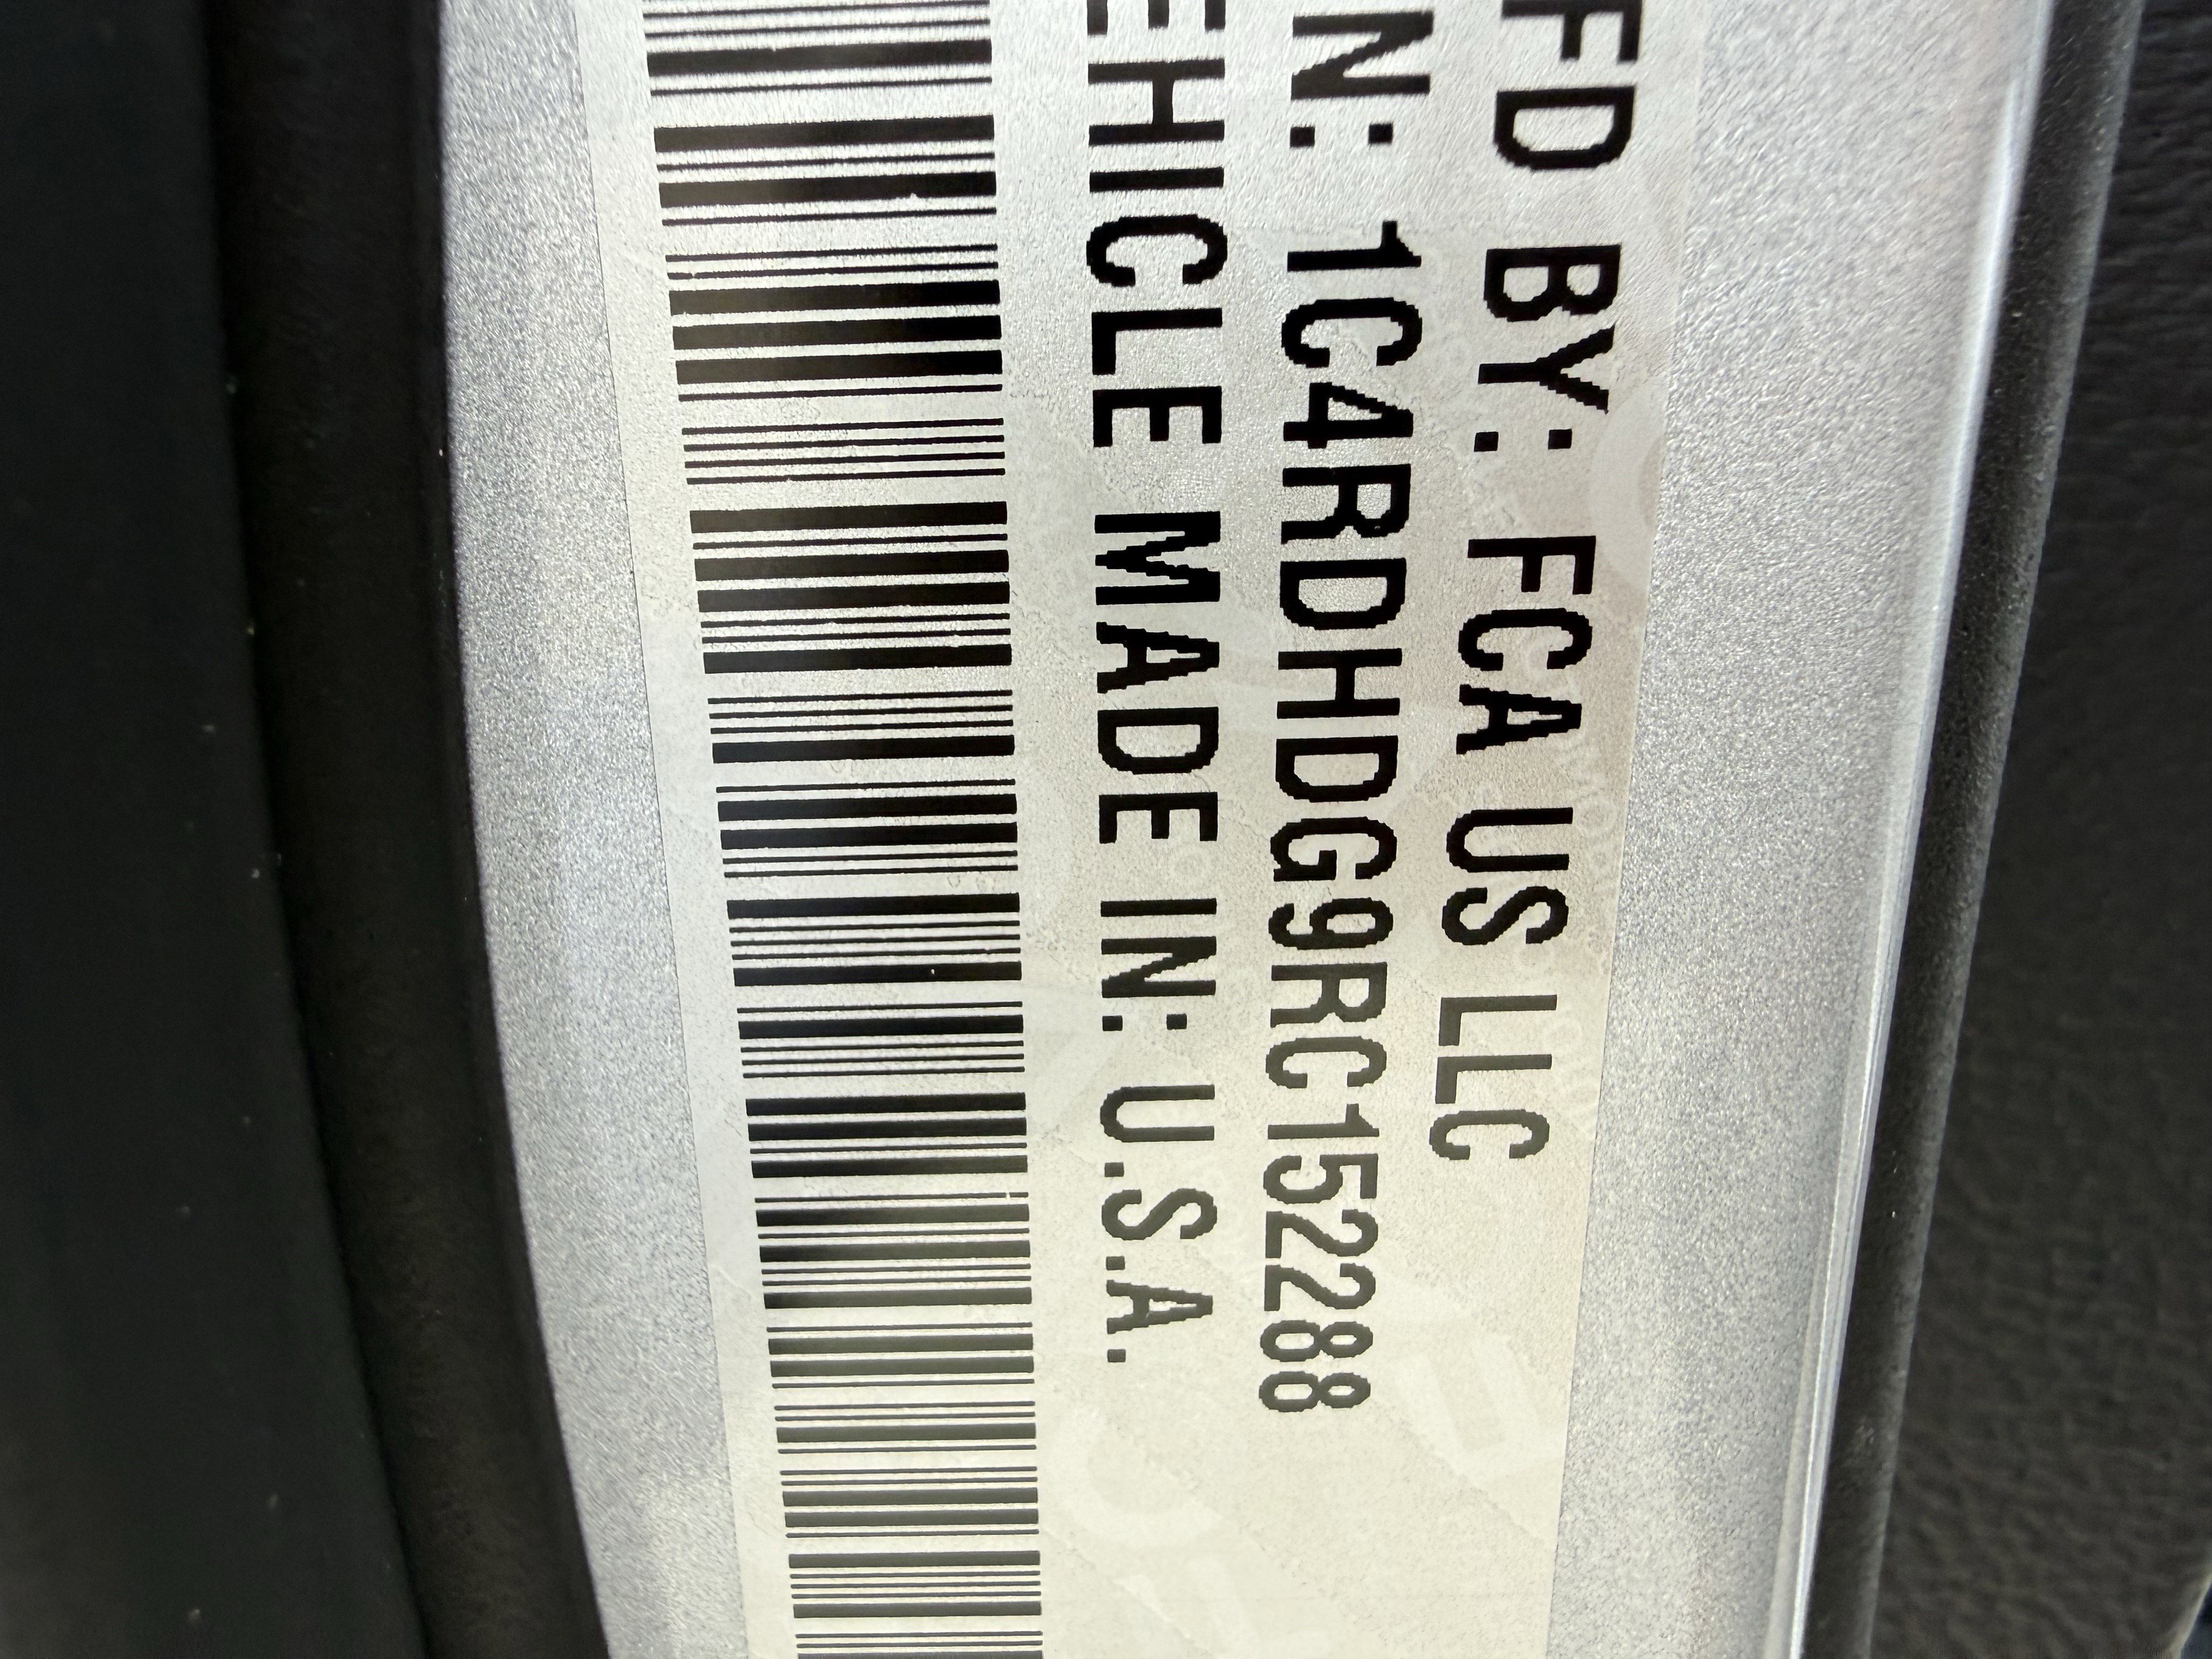 FD BY: FCA US LLC
N: 1C4RDHDG9RC152288
EHICLE MADE IN: U.S.A.